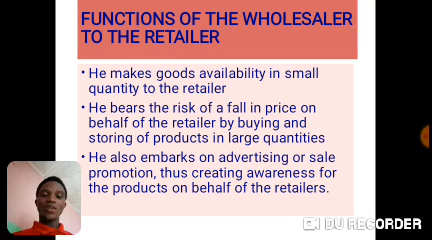 FUNCTIONS OF THE WHOLESALER
TO THE RETAILER
• He makes goods availability in small
quantity to the retailer
• He bears the risk of a fall in price on
behalf of the retailer by buying and
storing of products in large quantities
• He also embarks on advertising or sale
promotion, thus creating awareness for
the products on behalf of the retailers.
DU RECORDER